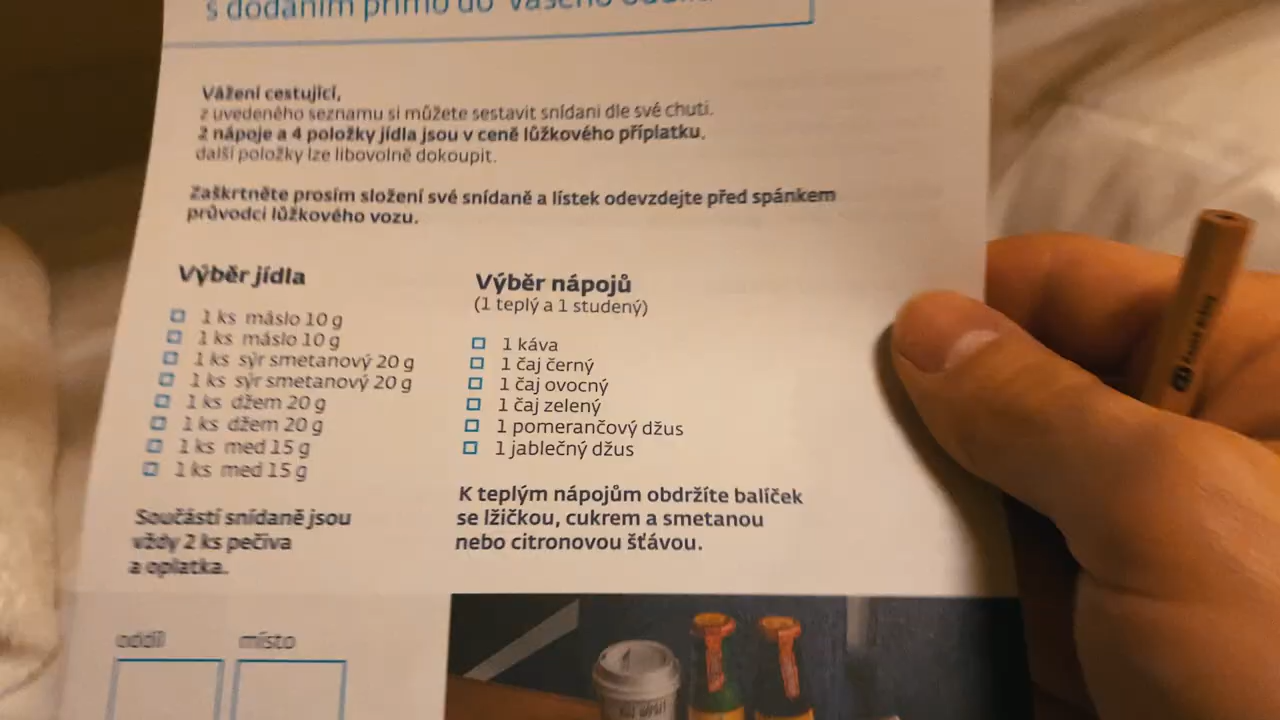 s dodáním přímo do Vašeho oddílu
Vážení cestující,
z uvedeného seznamu si můžete sestavit snídani dle své chuti.
2 nápoje a 4 položky jídla jsou v ceně lůžkového příplatku,
další položky lze libovolně dokoupit.
Zaškrtněte prosím složení své snídaně a lístek odevzdejte před spánkem
průvodci lůžkového vozu.
Výběr jídla
1 ks máslo 10 g
1 ks máslo 10 g
1 ks sýr smetanový 20 g
1 ks sýr smetanový 20 g
1 ks džem 20 g
1 ks džem 20 g
1 ks med 15 g
1 ks med 15 g
Součástí snídaně jsou
vždy 2 ks pečiva
a oplatka.
Výběr nápojů
(1 teplý a 1 studený)
1 káva
1 čaj černý
1 čaj ovocný
1 čaj zelený
1 pomerančový džus
1 jablečný džus
K teplým nápojům obdržíte balíček
se lžičkou, cukrem a smetanou
nebo citronovou šťávou.
oddíl
místo